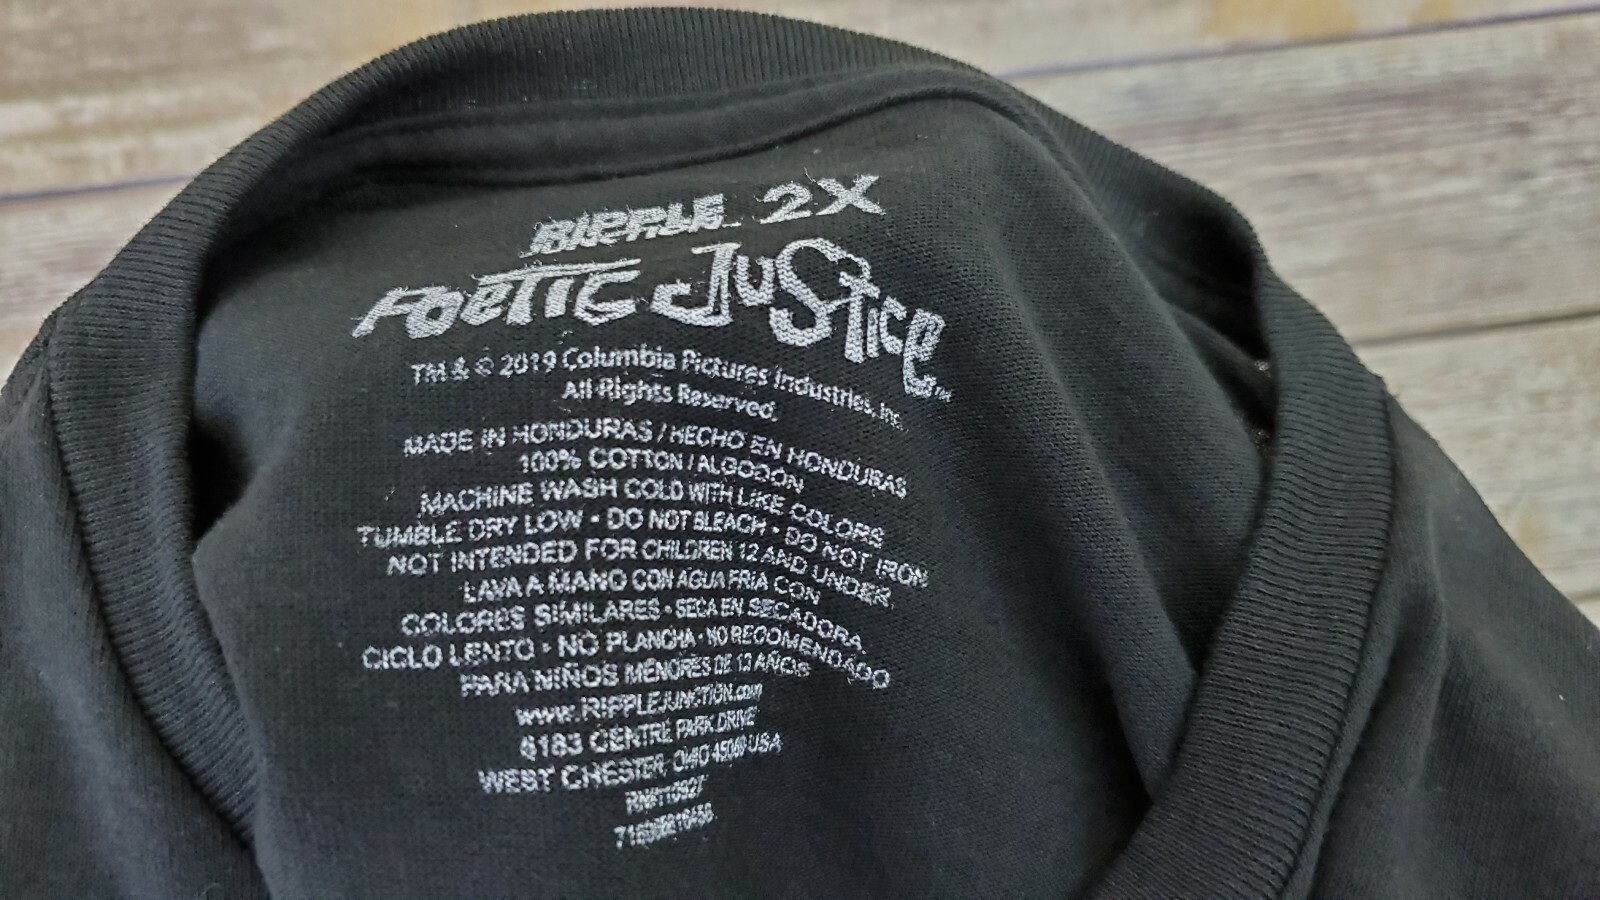 RIPPLE 2X
Poetic Justice™
TM & © 2019 Columbia Pictures Industries, Inc.
All Rights Reserved.
MADE IN HONDURAS / HECHO EN HONDURAS
100% COTTON / ALGODÓN
MACHINE WASH COLD WITH LIKE COLORS
TUMBLE DRY LOW • DO NOT BLEACH • DO NOT IRON
NOT INTENDED FOR CHILDREN 12 AND UNDER.
LAVA A MANO CON AGUA FRIA CON
COLORES SIMILARES • SECA EN SECADORA
CICLO LENTO • NO PLANCHA • NO RECOMENDADO
PARA NIÑOS MENORES DE 12 AÑOS
www.RIPPLEJUNCTION.com
6183 CENTRE PARK DRIVE
WEST CHESTER, OHIO 45069 USA